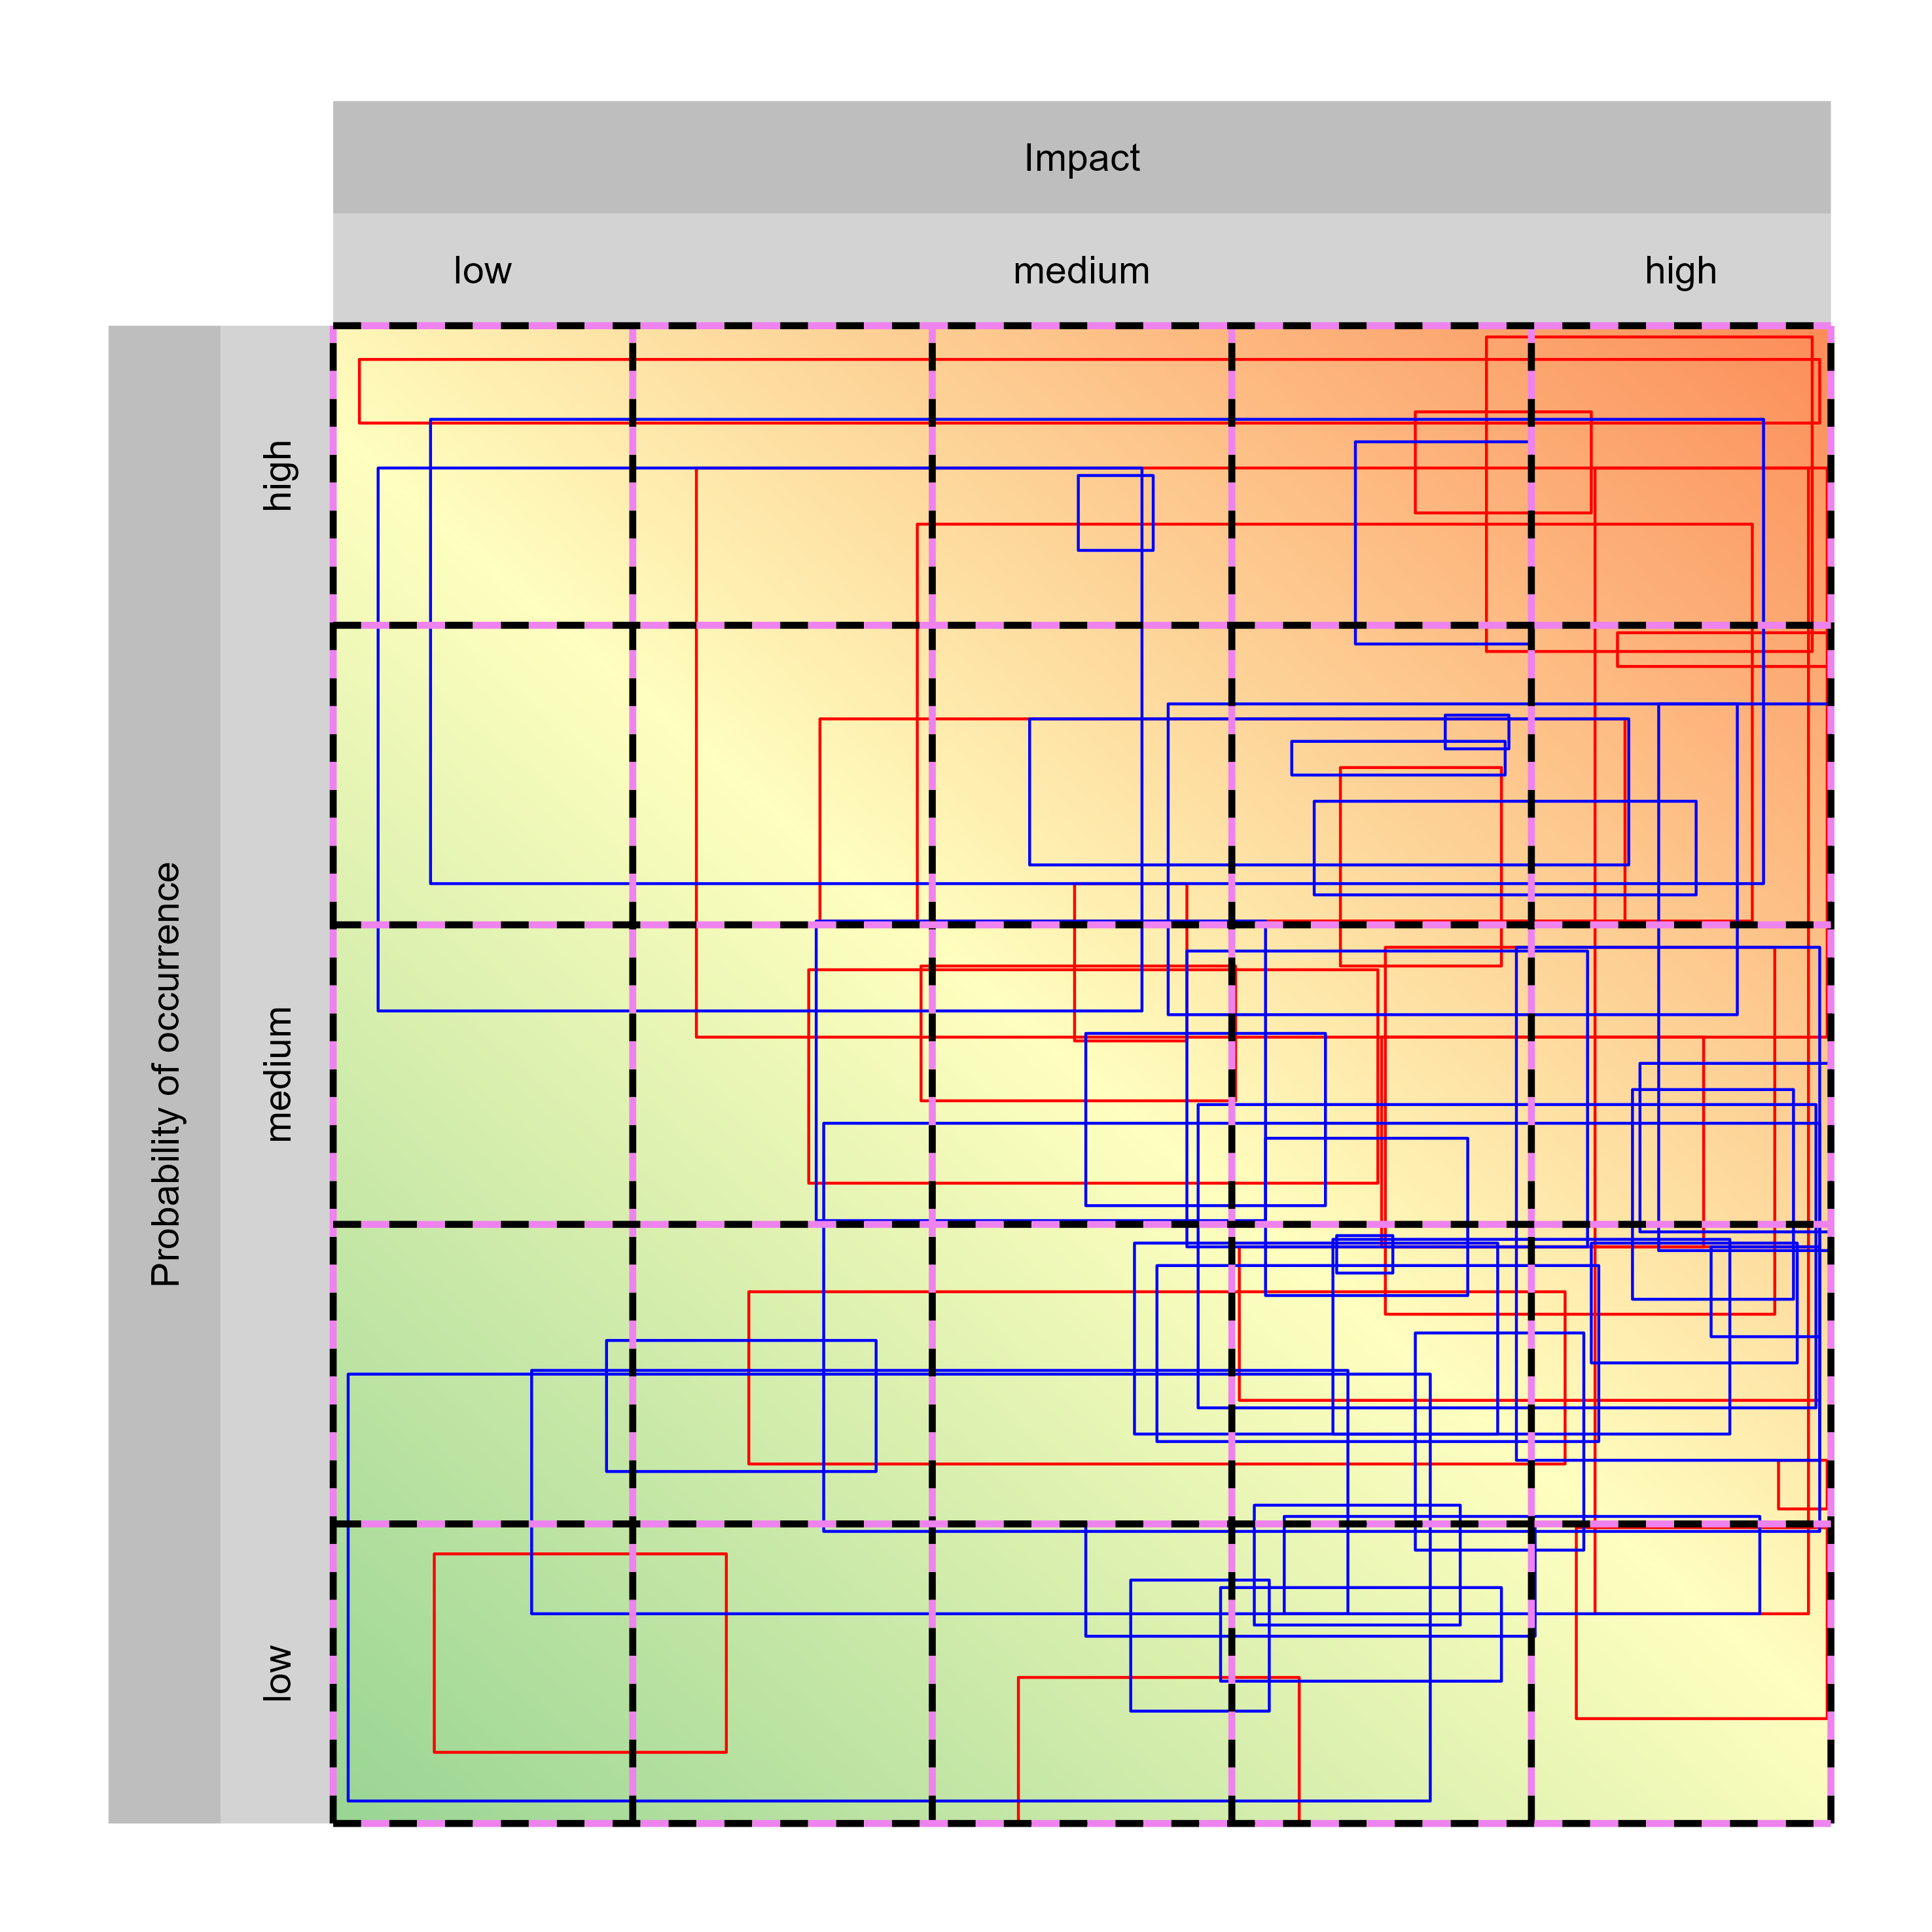 Impact
low medium high
Probability of occurrence
high
medium
low